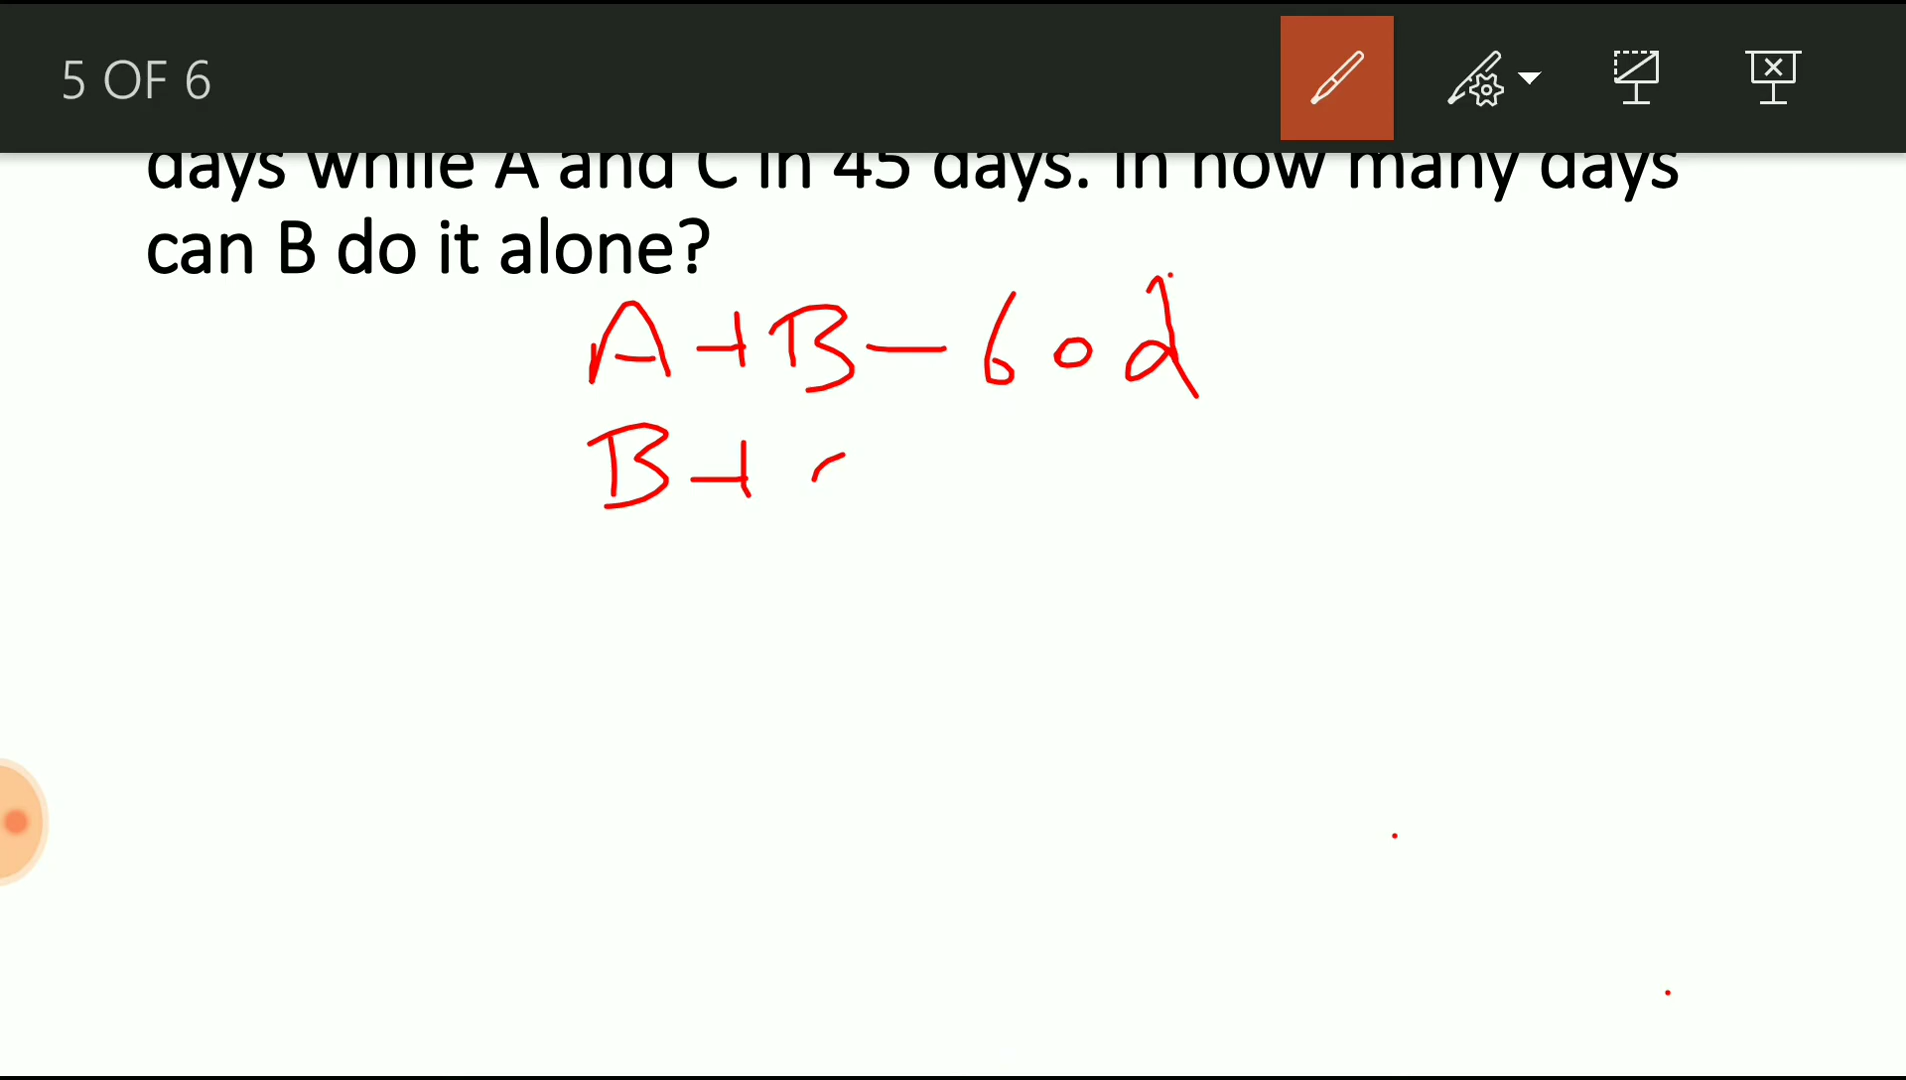 5 OF 6
days while A and C in 45 days. In how many days
can B do it alone?
A+B-60d
B+